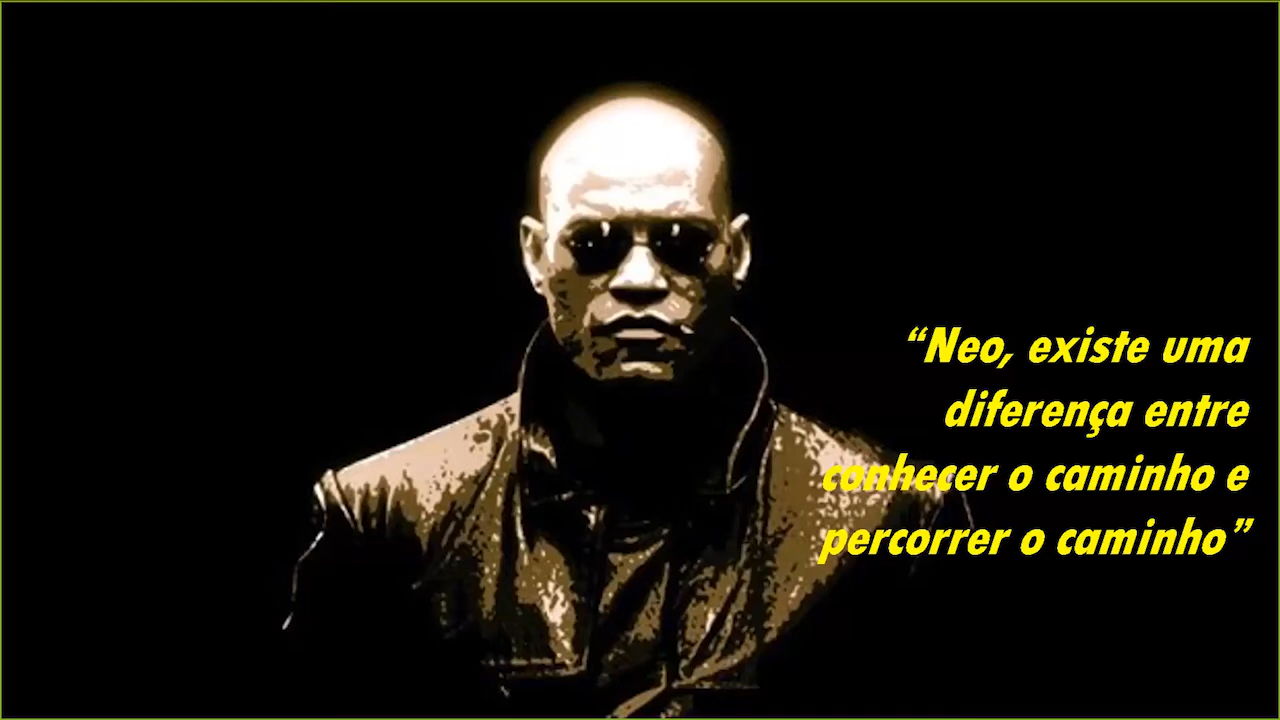 “Neo, existe uma
diferença entre
conhecer o caminho e
percorrer o caminho”